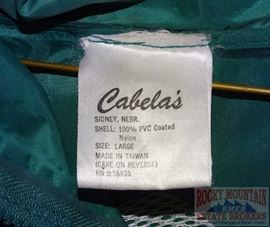 Cabela's
SIDNEY, NEBR.
SHELL: 100% PVC Coated
Nylon
SIZE: LARGE
MADE IN TAIWAN
(CARE ON REVERSE)
RN # 56835
ROCKY MOUNTAIN
ESTATE BROKERS